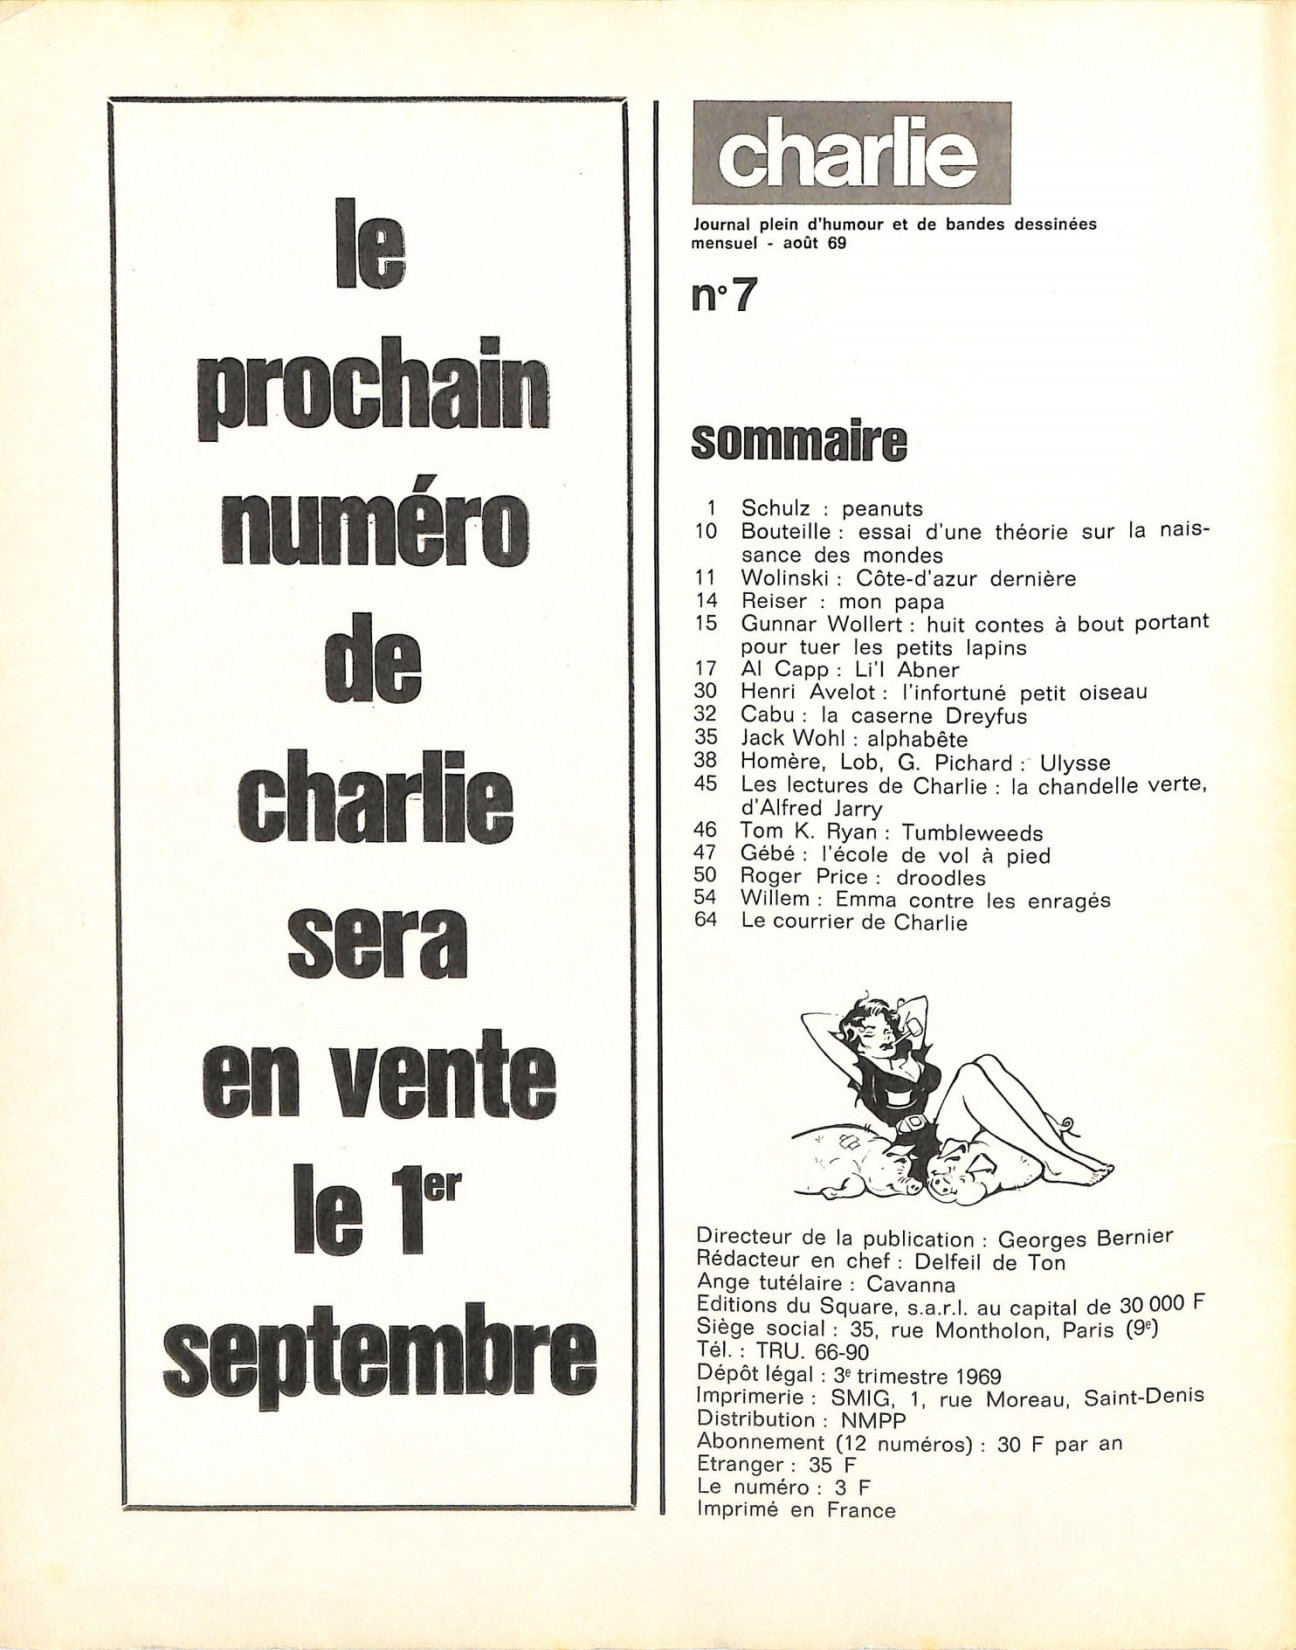 le
prochain
numéro
de
charlie
sera
en vente
le 1er
septembre
charlie
Journal plein d'humour et de bandes dessinées
mensuel - août 69
n°7
sommaire
1 Schulz : peanuts
10 Bouteille : essai d'une théorie sur la nais-
sance des mondes
11 Wolinski : Côte-d'azur dernière
14 Reiser : mon papa
15 Gunnar Wollert : huit contes à bout portant
pour tuer les petits lapins
17 Al Capp : Li'l Abner
30 Henri Avelot : l'infortuné petit oiseau
32 Cabu : la caserne Dreyfus
35 Jack Wohl : alphabête
38 Homère, Lob, G. Pichard : Ulysse
45 Les lectures de Charlie : la chandelle verte,
d'Alfred Jarry
46 Tom K. Ryan : Tumbleweeds
47 Gébé : l'école de vol à pied
50 Roger Price : droodles
54 Willem : Emma contre les enragés
64 Le courrier de Charlie
Directeur de la publication : Georges Bernier
Rédacteur en chef : Delfeil de Ton
Ange tutélaire : Cavanna
Editions du Square, s.a.r.l. au capital de 30 000 F
Siège social : 35, rue Montholon, Paris (9e)
Tél. : TRU. 66-90
Dépôt légal : 3e trimestre 1969
Imprimerie : SMIG, 1, rue Moreau, Saint-Denis
Distribution : NMPP
Abonnement (12 numéros) : 30 F par an
Etranger : 35 F
Le numéro : 3 F
Imprimé en France